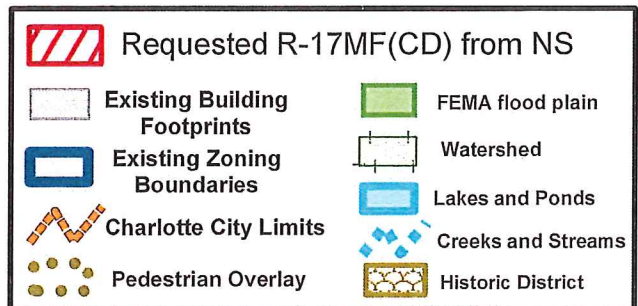 Requested R-17MF(CD) from NS
Existing Building
Footprints
Existing Zoning
Boundaries
Charlotte City Limits
Pedestrian Overlay
FEMA flood plain
Watershed
Lakes and Ponds
Creeks and Streams
Historic District